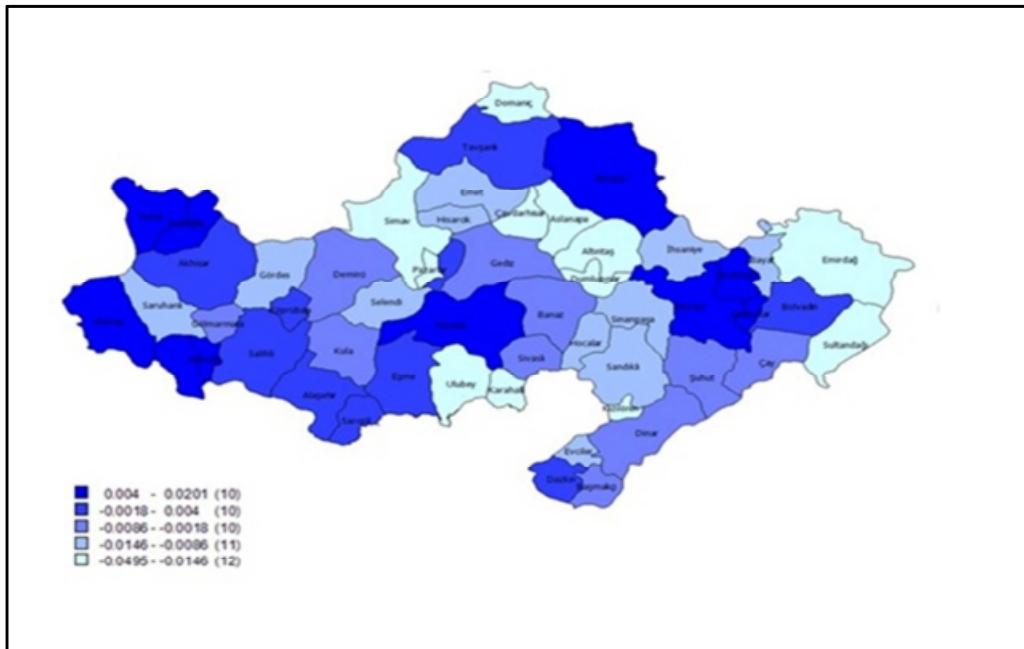 Domaniç
Tavşanlı
Emet
Simav
Hisarcık
Çavdarhisar
Aslanapa
Altıntaş
Dumlupınar
Pazarlar
Gediz
İhsaniye
Bayat
Emirdağ
Akhisar
Gördes
Demirci
Selendi
Saruhanlı
Gölmarmara
Köprübaşı
Salihli
Kula
Banaz
Sinanpaşa
Bolvadin
Sultandağı
Hocalar
Sivaslı
Sandıklı
Şuhut
Çay
Eşme
Ulubey
Karahallı
Alaşehir
Sarıgöl
Kızılören
Dinar
Evciler
Dazkırı
Başmakçı
0.004 - 0.0201 (10)
-0.0018 - 0.004 (10)
-0.0086 - -0.0018 (10)
-0.0146 - -0.0086 (11)
-0.0495 - -0.0146 (12)